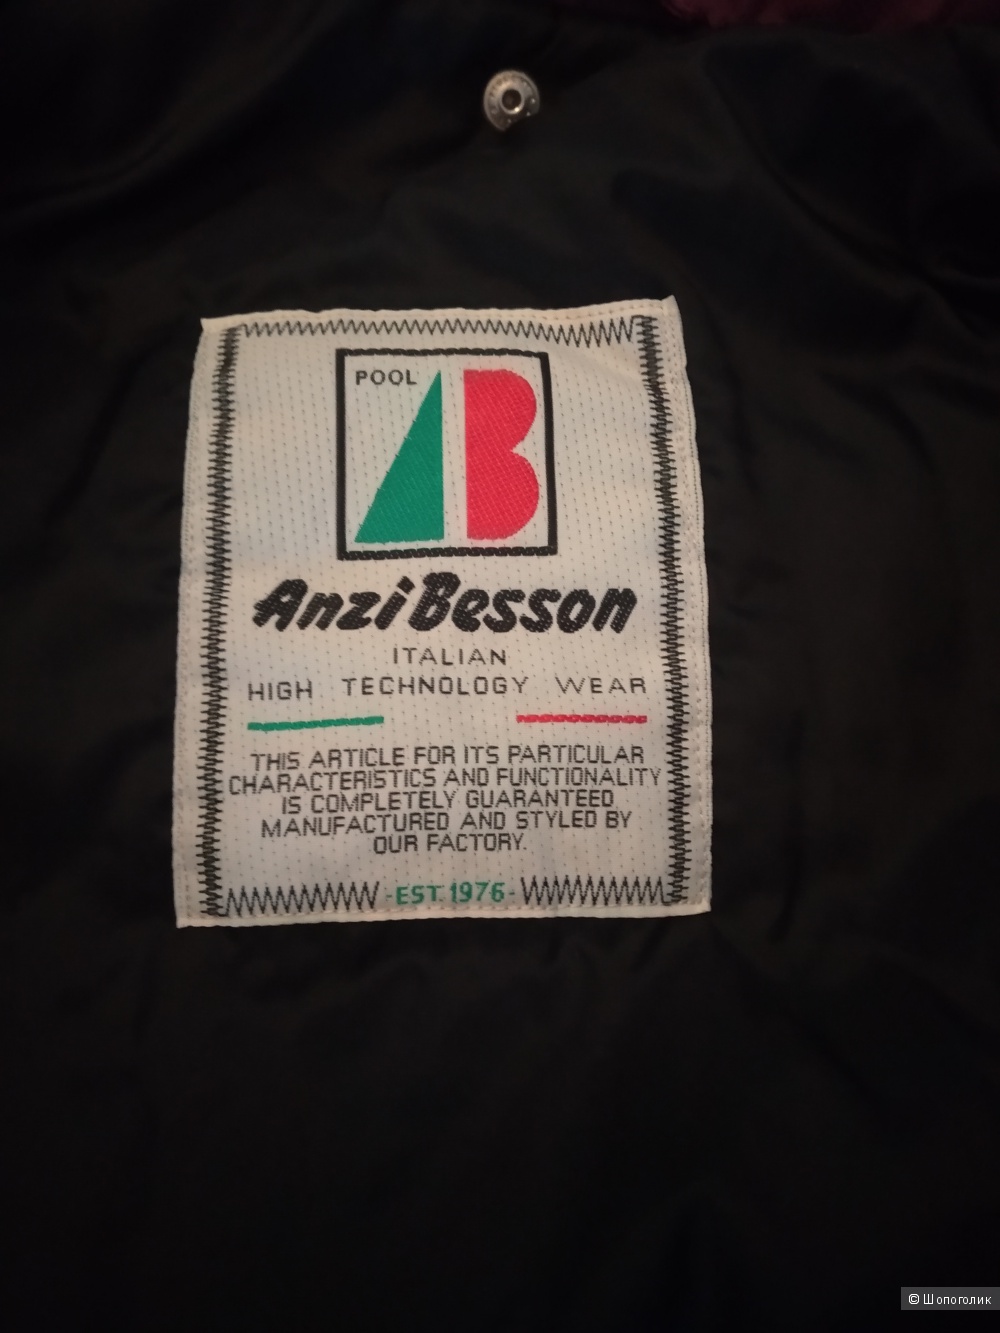 POOL
AB
AnziBesson
ITALIAN
HIGH TECHNOLOGY WEAR
THIS ARTICLE FOR ITS PARTICULAR
CHARACTERISTICS AND FUNCTIONALITY
IS COMPLETELY GUARANTEED
MANUFACTURED AND STYLED BY
OUR FACTORY.
-EST. 1976-
© Шопоголик